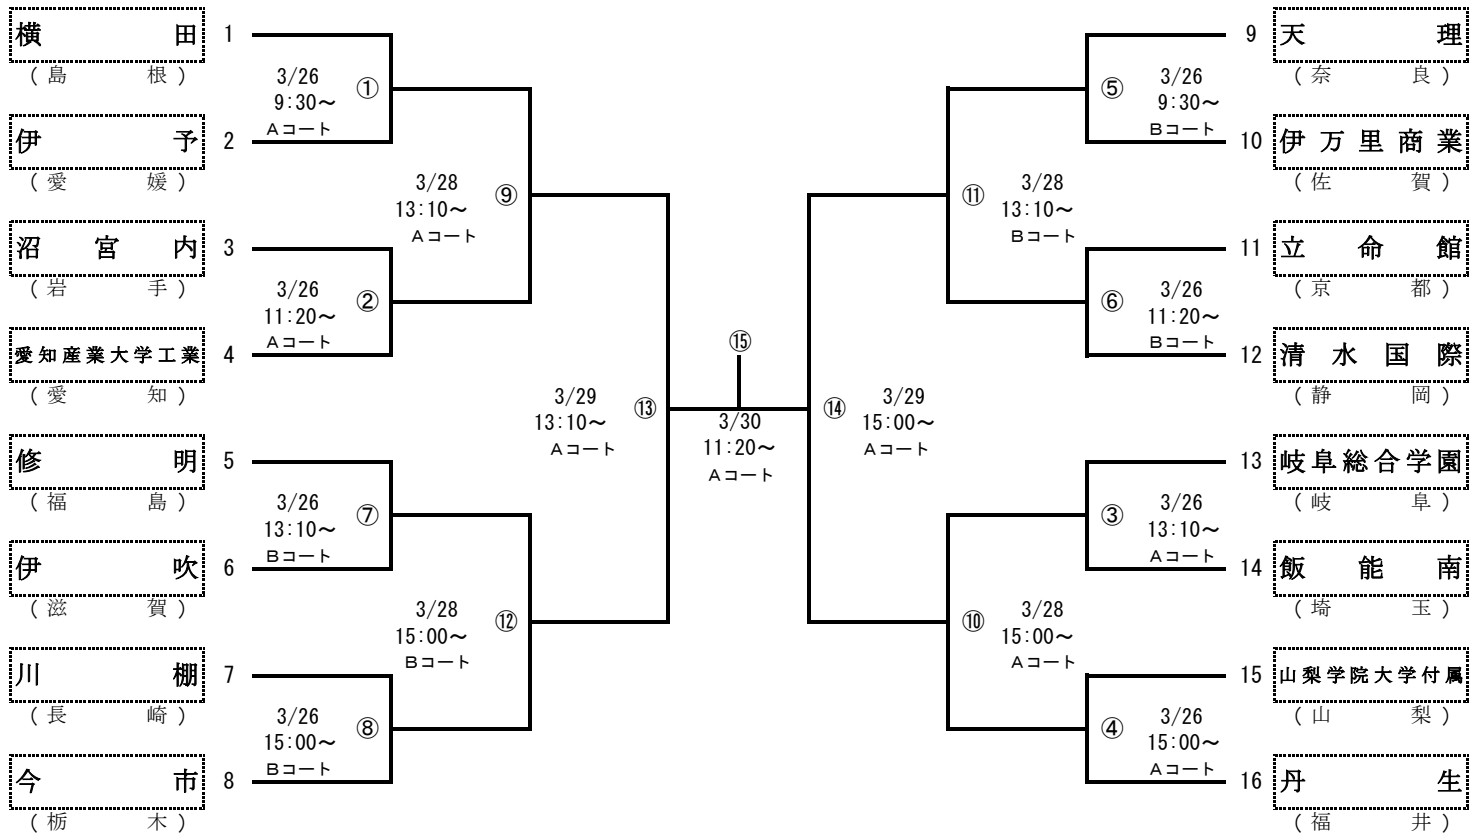 横田 1
(島根)
3/26
9:30～
Aコート
①
伊予 2
(愛媛)
3/28
13:10～
Aコート
⑨
沼宮内 3
(岩手)
3/26
11:20～
Aコート
②
愛知産業大学工業 4
(愛知)
3/29
13:10～
Aコート
⑬
修明 5
(福島)
3/26
13:10～
Bコート
⑦
伊吹 6
(滋賀)
3/28
15:00～
Bコート
⑫
川棚 7
(長崎)
3/26
15:00～
Bコート
⑧
今市 8
(栃木)
⑮
3/30
11:20～
Aコート
9 天理
(奈良)
⑤
3/26
9:30～
Bコート
10 伊万里商業
(佐賀)
⑪
3/28
13:10～
Bコート
11 立命館
(京都)
⑥
3/26
11:20～
Bコート
12 清水国際
(静岡)
⑭
3/29
15:00～
Aコート
13 岐阜総合学園
(岐阜)
③
3/26
13:10～
Aコート
14 飯能南
(埼玉)
⑩
3/28
15:00～
Aコート
15 山梨学院大学付属
(山梨)
④
3/26
15:00～
Aコート
16 丹生
(福井)